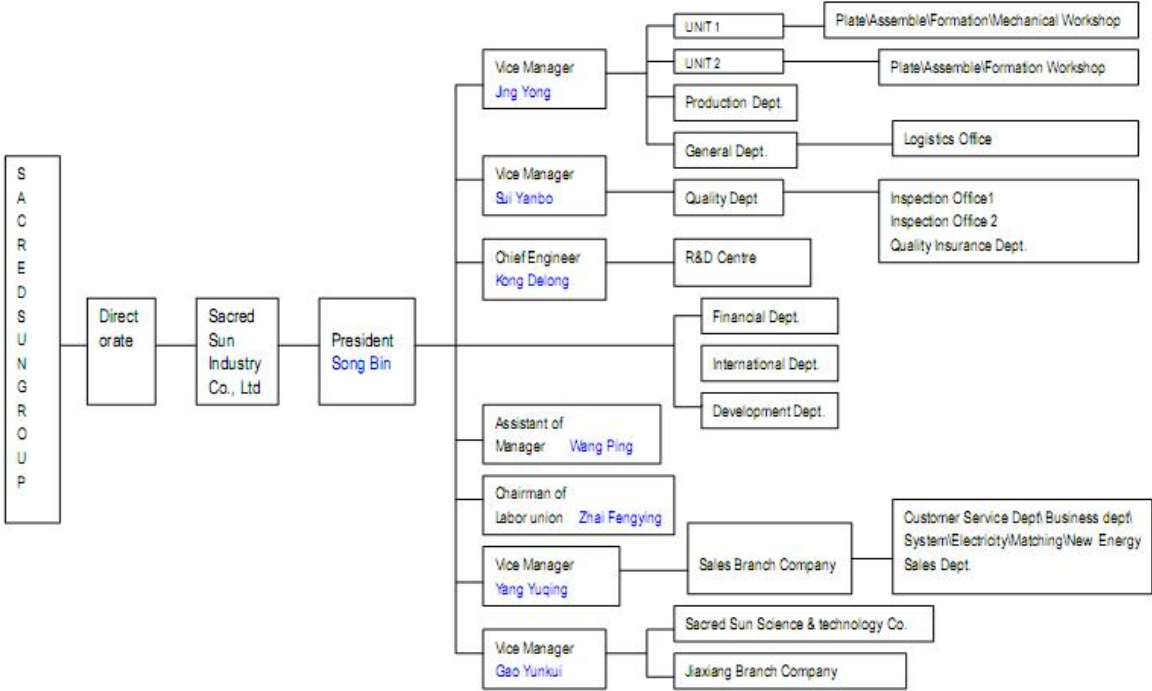 S
A
C
R
E
D
S
U
N
G
R
O
U
P
Direct
orate
Sacred
Sun
Industry
Co., Ltd
President
Song Bin
Vice Manager
Jng Yong
UNIT 1
Plate\Assemble\Formation\Mechanical Workshop
UNIT 2
Plate\Assemble\Formation Workshop
Production Dept.
General Dept.
Logistics Office
Vice Manager
Sui Yanbo
Quality Dept
Inspection Office1
Inspection Office 2
Quality Insurance Dept.
Chief Engineer
Kong Delong
R&D Centre
Financial Dept.
International Dept.
Development Dept.
Assistant of
Manager Wang Ping
Chairman of
Labor union Zhai Fengying
Vice Manager
Yang Yuqing
Sales Branch Company
Customer Service Dept\ Business dept\
System\Electricity\Matching\New Energy
Sales Dept.
Vice Manager
Gao Yunkui
Sacred Sun Science & technology Co.
Jiaxiang Branch Company